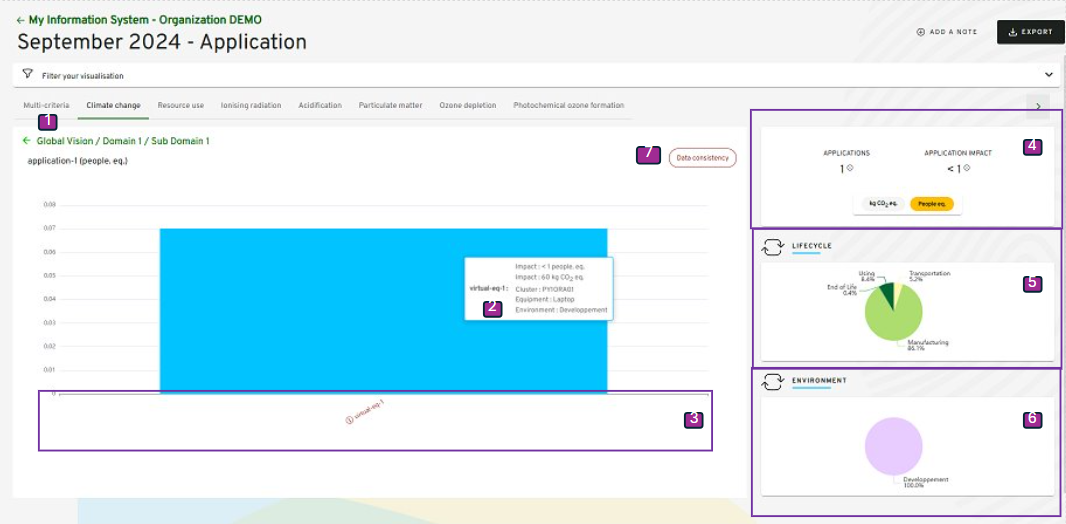 ← My Information System - Organization DEMO
September 2024 - Application
ADD A NOTE
EXPORT
Filter your visualisation
Multi-criteria
Climate change
Resource use
Ionising radiation
Acidification
Particulate matter
Ozone depletion
Photochemical ozone formation
1
← Global Vision / Domain 1 / Sub Domain 1
application-1 (people. eq.)
7
Data consistency
0.08
0.07
0.06
0.05
0.04
0.03
0.02
0.01
0
Impact : < 1 people. eq.
Impact : 60 kg CO2 eq.
virtual-eq-1 :
Cluster : PY1ORA01
Equipment : Laptop
Environment : Developpement
2
virtual-eq-1
3
4
APPLICATIONS
1
APPLICATION IMPACT
< 1
kg CO2 eq.
People eq.
LIFECYCLE
5
Using
8.4%
Transportation
5.2%
End of Life
0.4%
Manufacturing
86.1%
ENVIRONMENT
6
Developpement
100.0%